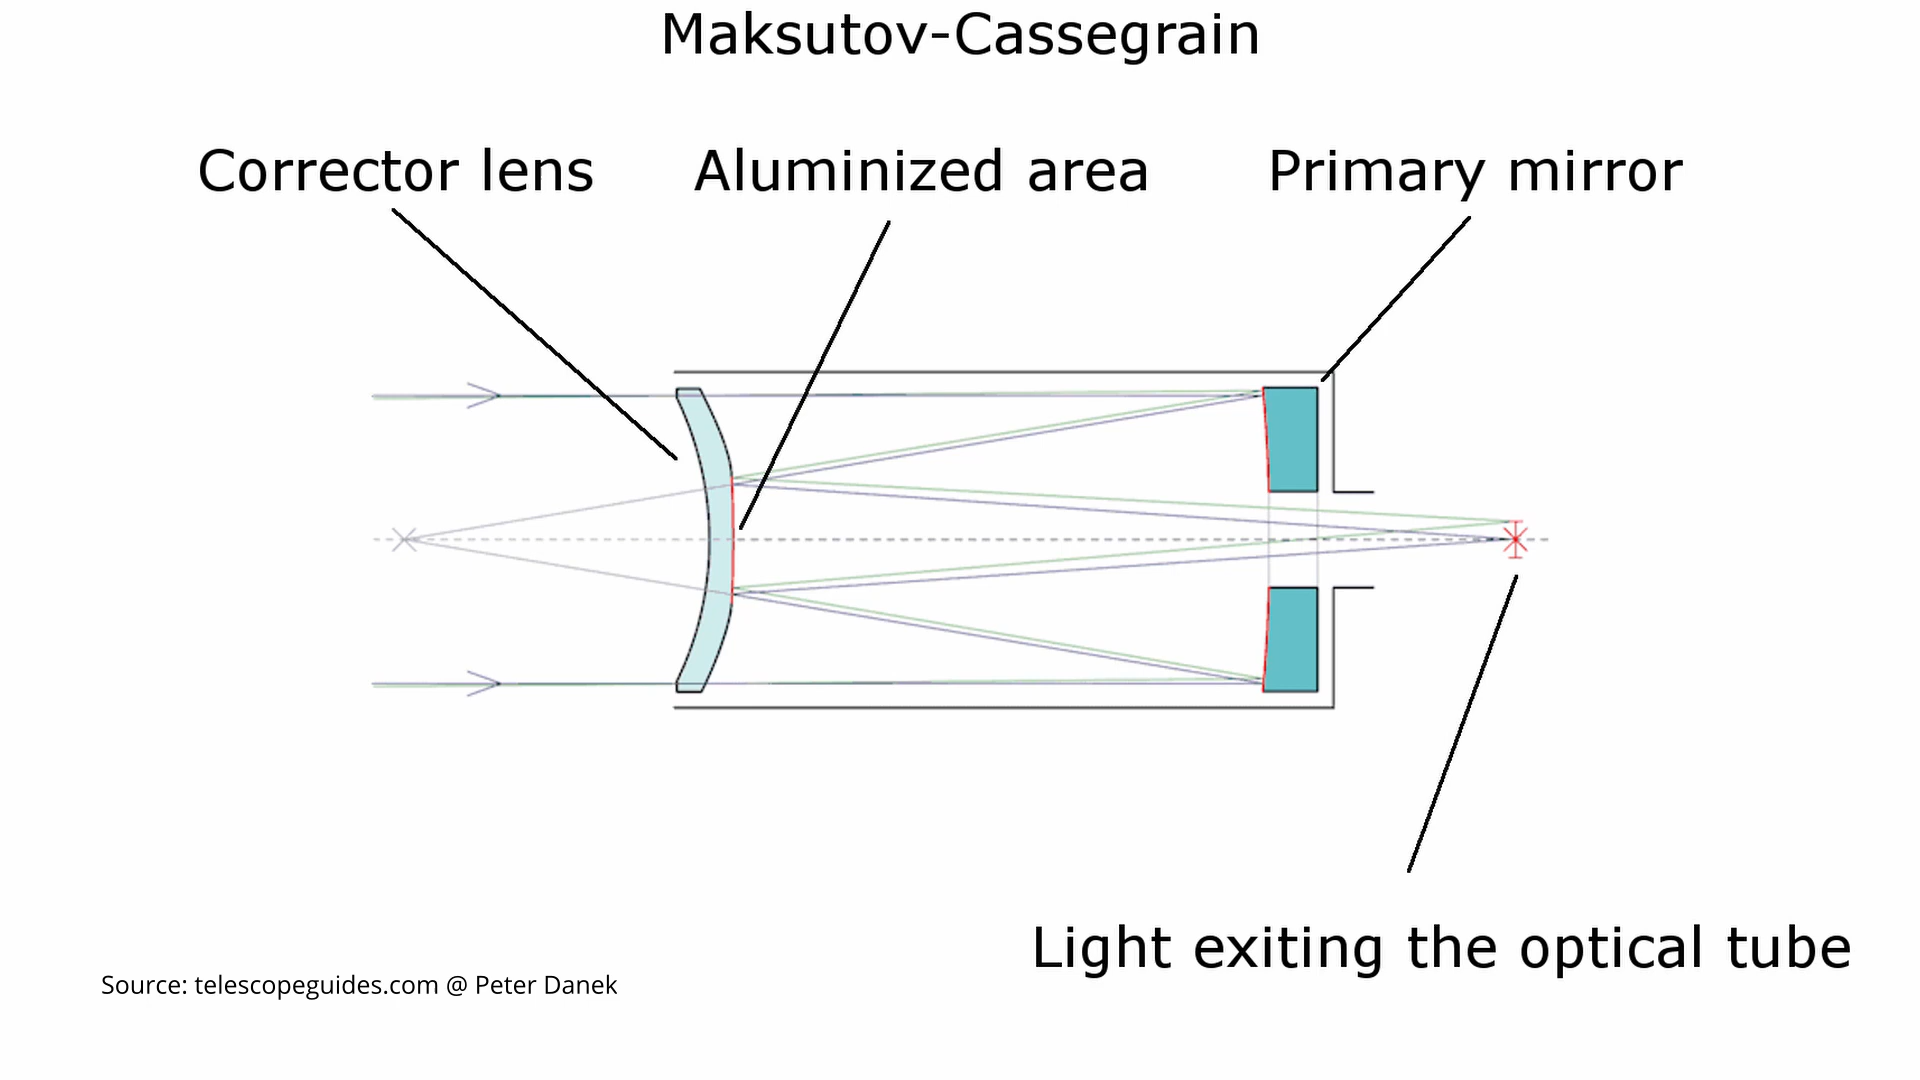 Maksutov-Cassegrain
Corrector lens
Aluminized area
Primary mirror
Light exiting the optical tube
Source: telescopeguides.com @ Peter Danek